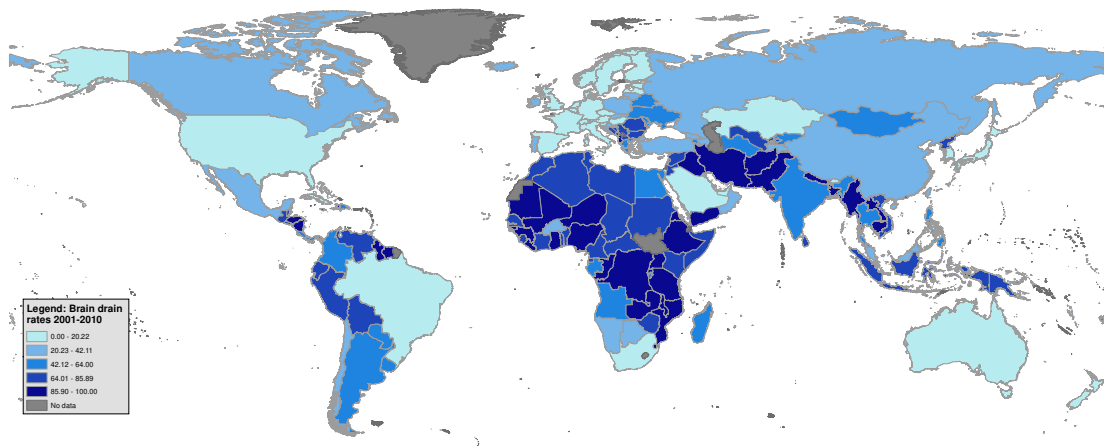 Legend: Brain drain
rates 2001-2010
0.00 - 20.22
20.23 - 42.11
42.12 - 64.00
64.01 - 85.89
85.90 - 100.00
No data